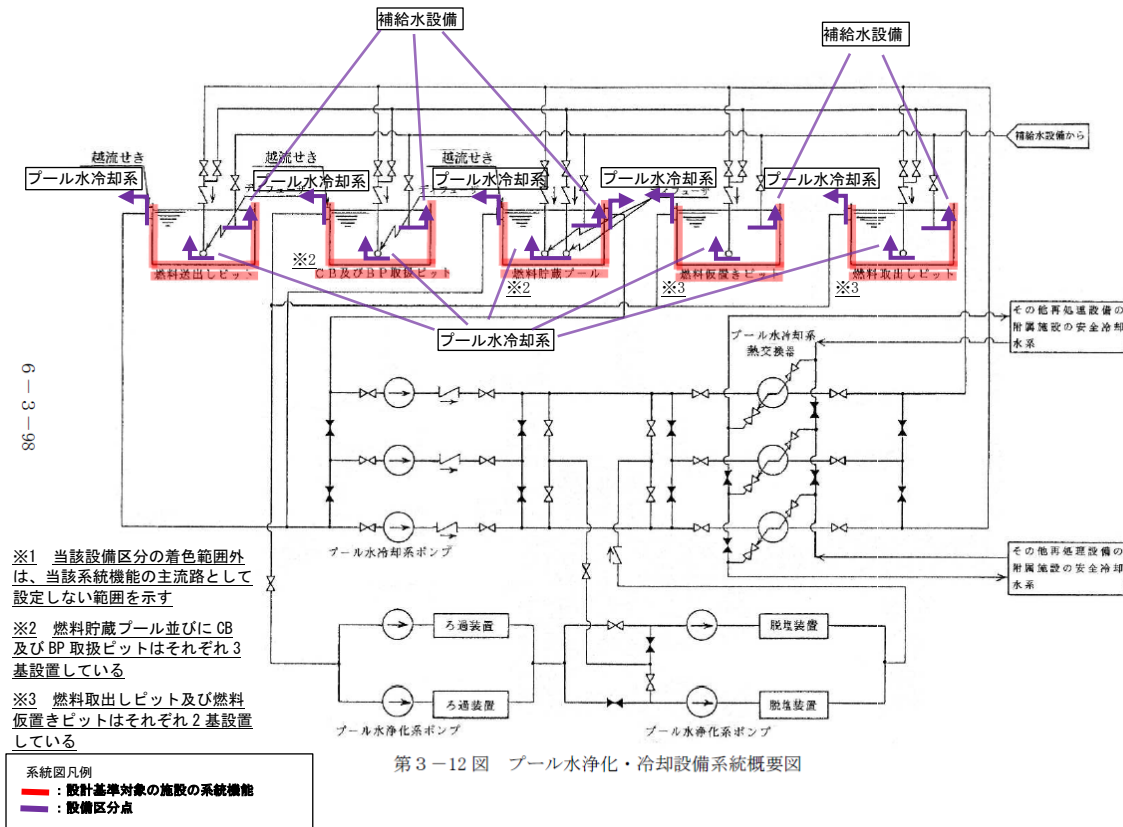 補給水設備
補給水設備
補給水設備から
越流せき
越流せき
越流せき
プール水冷却系
プール水冷却系
プール水冷却系
プール水冷却系
プール水冷却系
燃料送出しピット
※2
CB及びBP取扱ピット
燃料貯蔵プール
※2
燃料仮置きピット
※3
燃料取出しピット
※3
プール水冷却系
プール水冷却系
熱交換器
その他再処理設備の
附属施設の安全冷却
水系
6-3-98
プール水冷却系ポンプ
その他再処理設備の
附属施設の安全冷却
水系
※1 当該設備区分の着色範囲外
は、当該系統機能の主流路として
設定しない範囲を示す
※2 燃料貯蔵プール並びにCB
及びBP取扱ピットはそれぞれ3
基設置している
※3 燃料取出しピット及び燃料
仮置きピットはそれぞれ2基設置
している
ろ過装置
脱塩装置
ろ過装置
脱塩装置
プール水浄化系ポンプ
プール水浄化系ポンプ
第3-12図 プール水浄化・冷却設備系統概要図
系統図凡例
:設計基準対象の施設の系統機能
:設備区分点